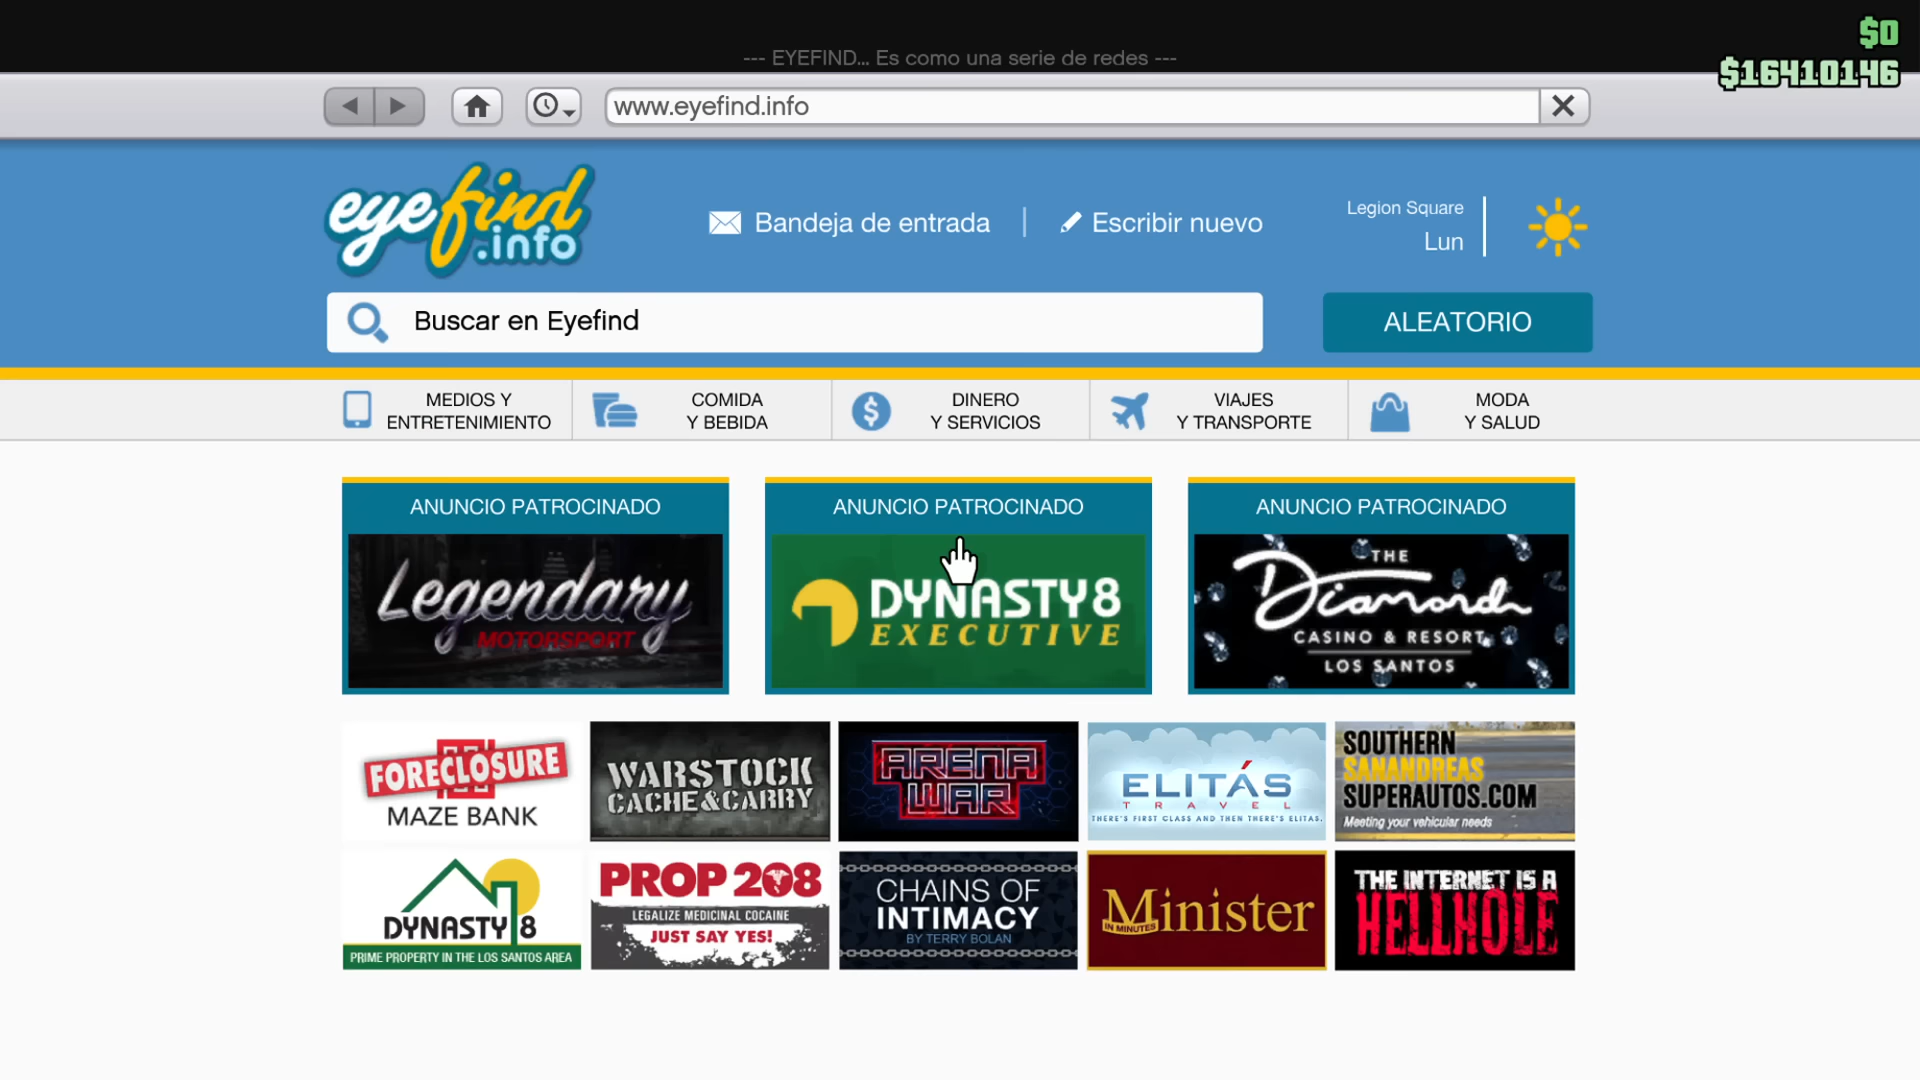 $0
--- EYEFIND... Es como una serie de redes ---
$16410146
www.eyefind.info
eyefind
.info
Bandeja de entrada
Escribir nuevo
Legion Square
Lun
Buscar en Eyefind
ALEATORIO
MEDIOS Y
ENTRETENIMIENTO
COMIDA
Y BEBIDA
DINERO
Y SERVICIOS
VIAJES
Y TRANSPORTE
MODA
Y SALUD
ANUNCIO PATROCINADO
Legendary
MOTORSPORT
ANUNCIO PATROCINADO
DYNASTY 8
EXECUTIVE
ANUNCIO PATROCINADO
THE
Diamond
CASINO & RESORT
LOS SANTOS
FORECLOSURE
MAZE BANK
WARSTOCK
CACHE&CARRY
ARENA
WAR
ELITÁS
TRAVEL
THERE'S FIRST CLASS AND THEN THERE'S ELITAS.
SOUTHERN
SANANDREAS
SUPERAUTOS.COM
Meeting your vehicular needs
DYNASTY 8
PRIME PROPERTY IN THE LOS SANTOS AREA
PROP 208
LEGALIZE MEDICINAL COCAINE
JUST SAY YES!
CHAINS OF
INTIMACY
BY TERRY BOLAN
Minister
IN MINUTES
THE INTERNET IS A
HELLHOLE